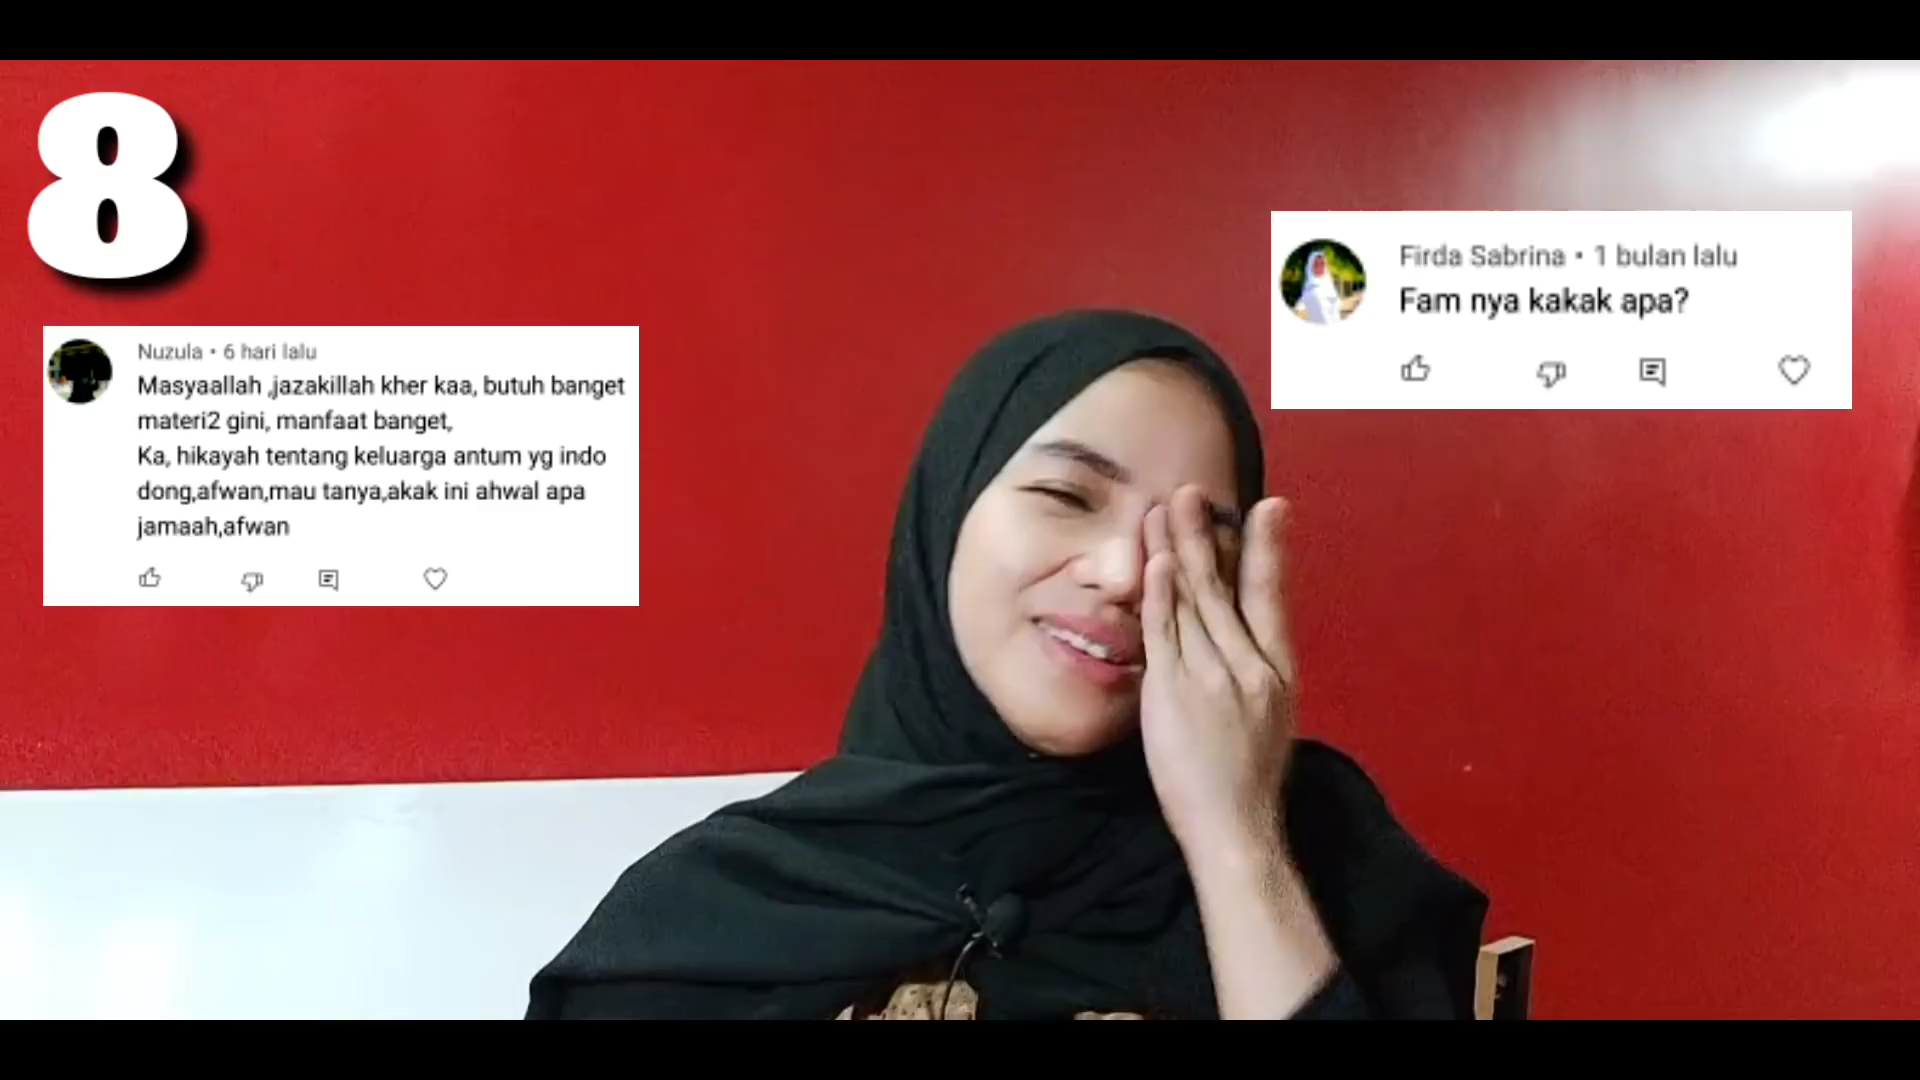 8
Nuzula • 6 hari lalu
Masyaallah ,jazakillah kher kaa, butuh banget
materi2 gini, manfaat banget,
Ka, hikayah tentang keluarga antum yg indo
dong,afwan,mau tanya,akak ini ahwal apa
jamaah,afwan
Firda Sabrina • 1 bulan lalu
Fam nya kakak apa?